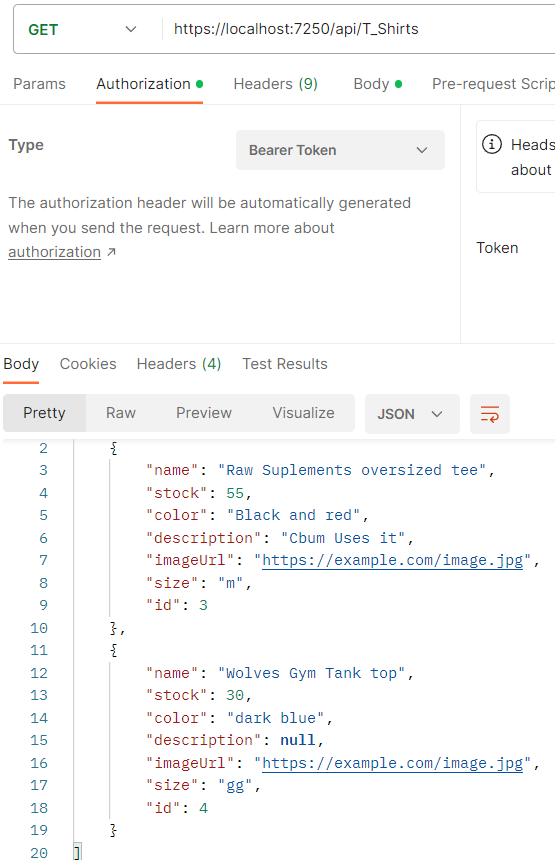 GET https://localhost:7250/api/T_Shirts
Params Authorization Headers (9) Body Pre-request Scrip
Type Bearer Token
Heads
about
The authorization header will be automatically generated
when you send the request. Learn more about
authorization ↗
Token
Body Cookies Headers (4) Test Results
Pretty Raw Preview Visualize JSON
2 {
3 "name": "Raw Suplements oversized tee",
4 "stock": 55,
5 "color": "Black and red",
6 "description": "Cbum Uses it",
7 "imageUrl": "https://example.com/image.jpg",
8 "size": "m",
9 "id": 3
10 },
11 {
12 "name": "Wolves Gym Tank top",
13 "stock": 30,
14 "color": "dark blue",
15 "description": null,
16 "imageUrl": "https://example.com/image.jpg",
17 "size": "gg",
18 "id": 4
19 }
20 ]